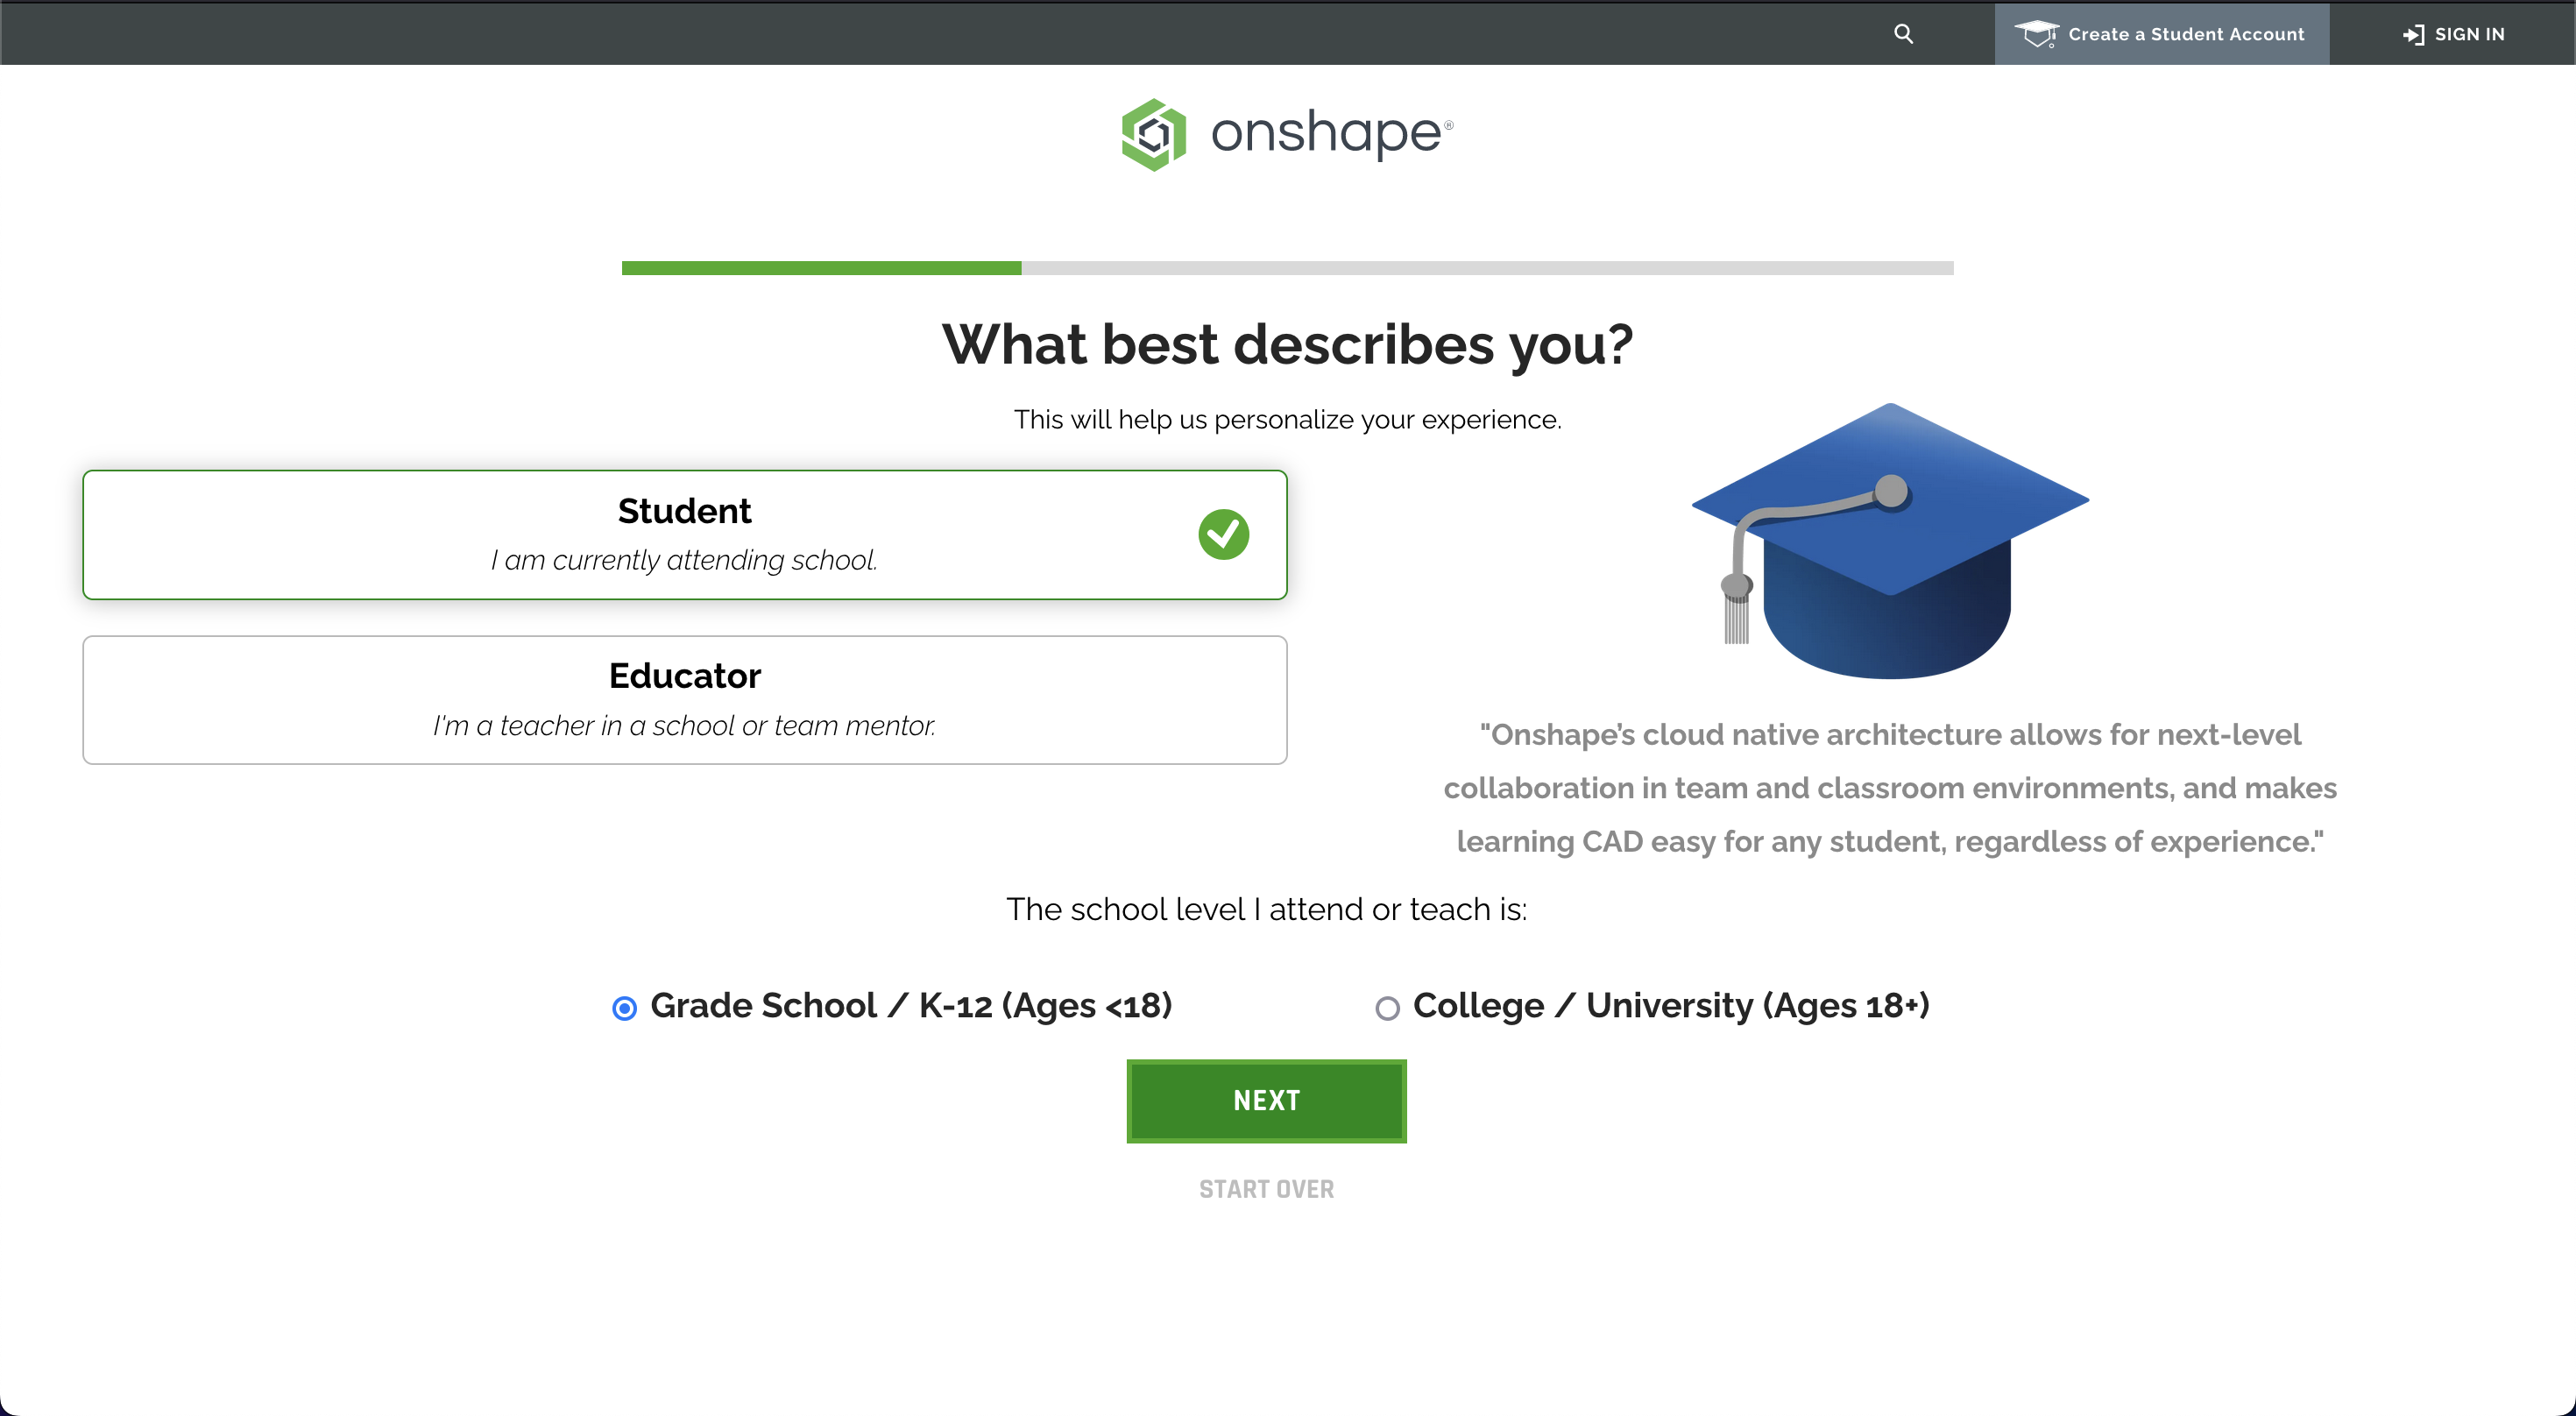 Create a Student Account
SIGN IN
onshape®
What best describes you?
This will help us personalize your experience.
Student
I am currently attending school.
Educator
I'm a teacher in a school or team mentor.
"Onshape’s cloud native architecture allows for next-level
collaboration in team and classroom environments, and makes
learning CAD easy for any student, regardless of experience."
The school level I attend or teach is:
Grade School / K-12 (Ages <18)
College / University (Ages 18+)
NEXT
START OVER